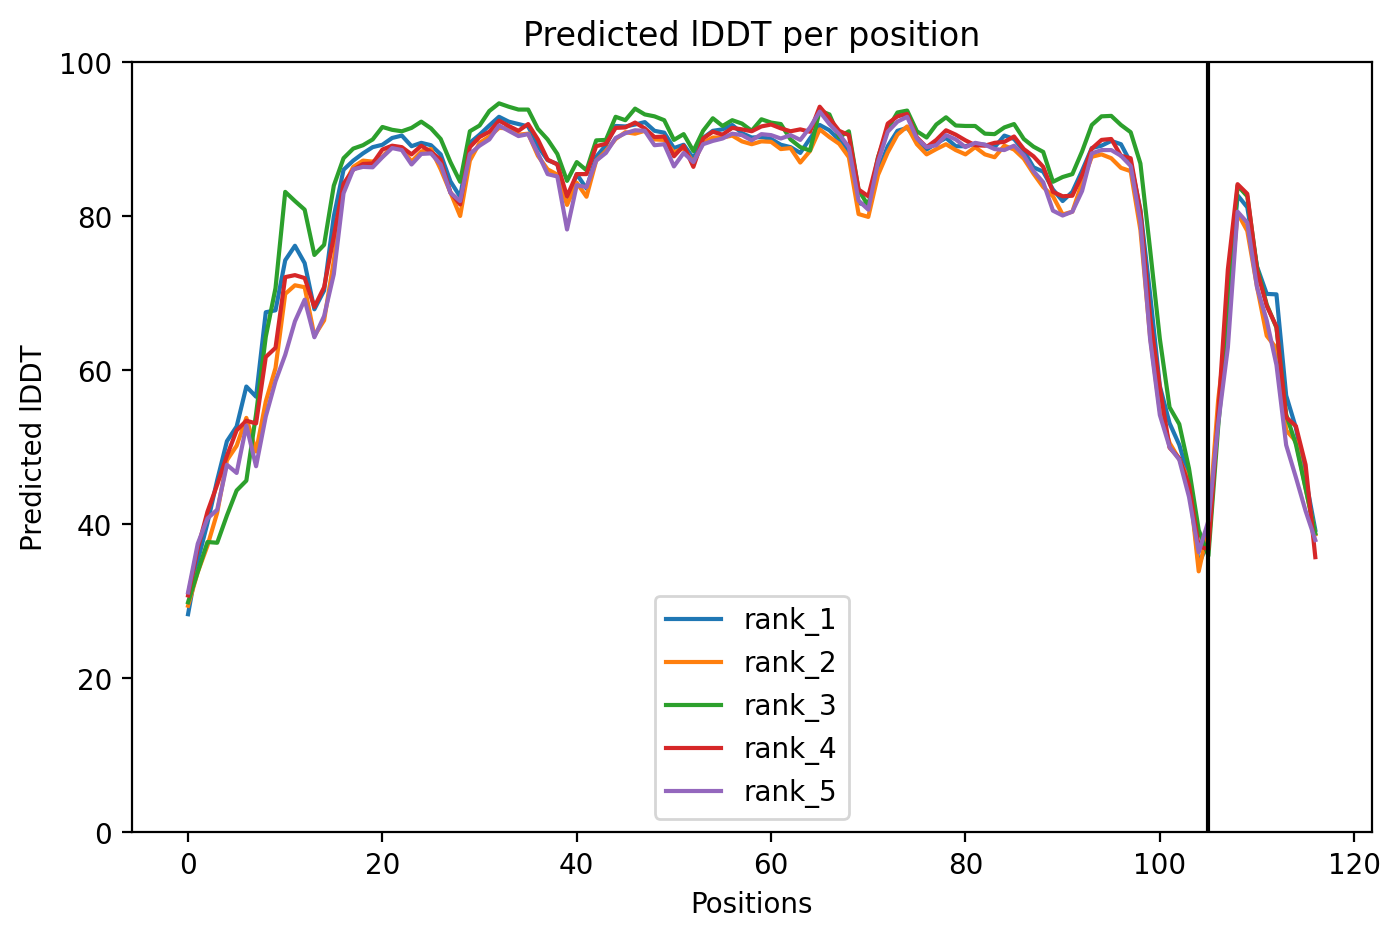 Predicted lDDT per position
100
80
60
40
20
0
Predicted lDDT
0 20 40 60 80 100 120
Positions
rank_1
rank_2
rank_3
rank_4
rank_5